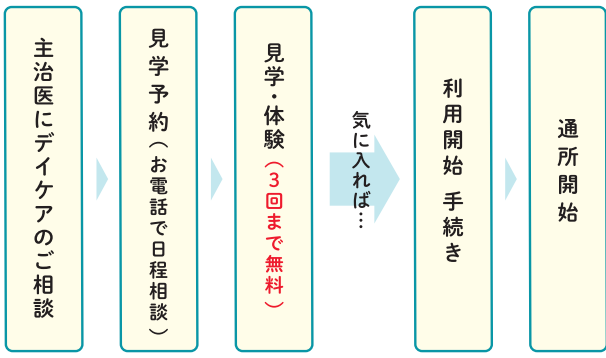 主治医にデイケアのご相談
見学予約（お電話で日程相談）
見学・体験（３回まで無料）
気に入れば…
利用開始 手続き
通所開始